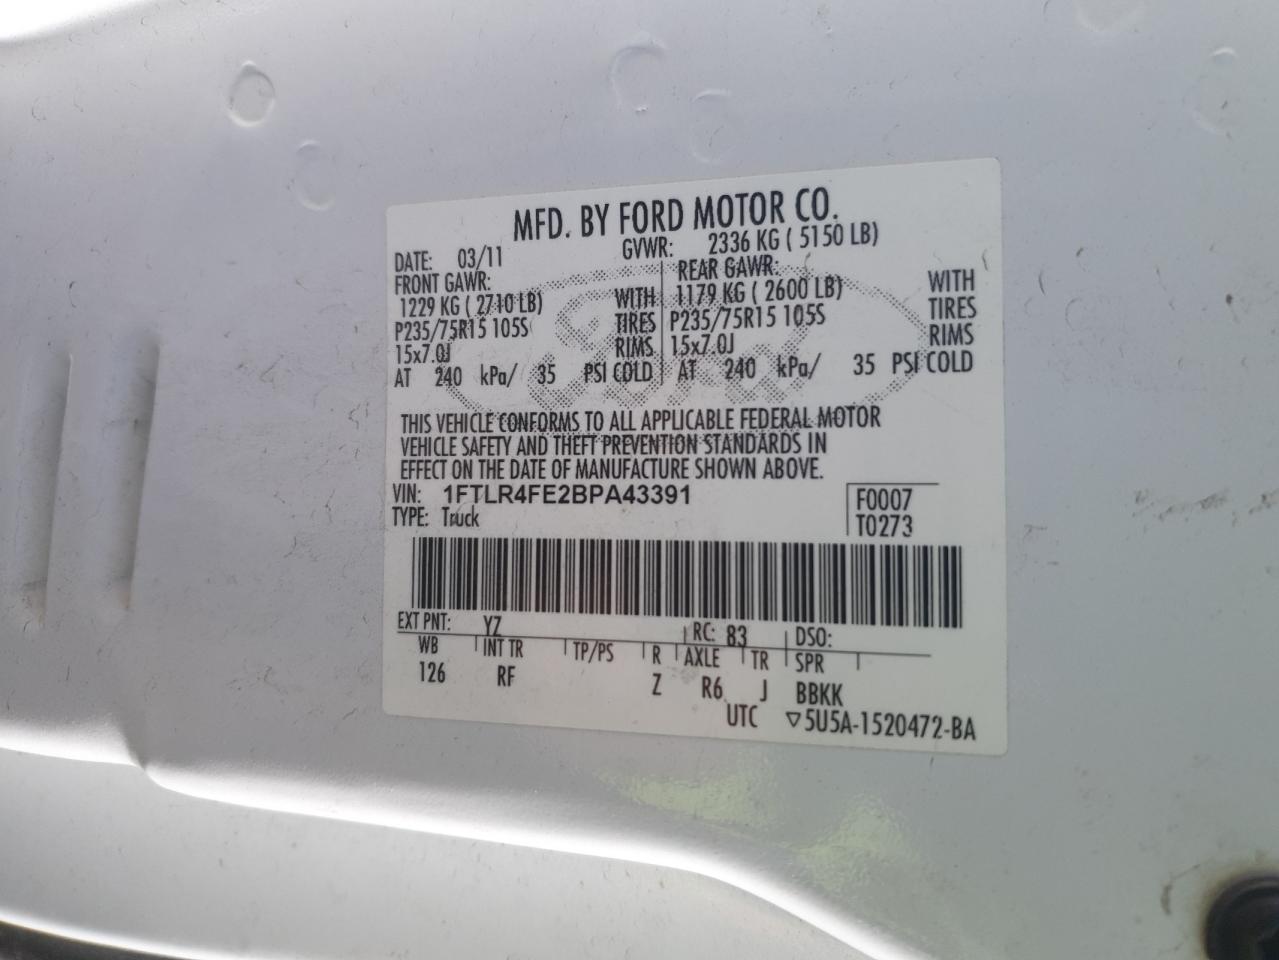 MFD. BY FORD MOTOR CO.
DATE: 03/11 GVWR: 2336 KG ( 5150 LB)
FRONT GAWR: REAR GAWR:
1229 KG ( 2710 LB) WITH 1179 KG ( 2600 LB) WITH
P235/75R15 105S TIRES P235/75R15 105S TIRES
15x7.0J RIMS 15x7.0J RIMS
AT 240 kPa/ 35 PSI COLD AT 240 kPa/ 35 PSI COLD
THIS VEHICLE CONFORMS TO ALL APPLICABLE FEDERAL MOTOR
VEHICLE SAFETY AND THEFT PREVENTION STANDARDS IN
EFFECT ON THE DATE OF MANUFACTURE SHOWN ABOVE.
VIN: 1FTLR4FE2BPA43391 F0007
TYPE: Truck T0273
EXT PNT: YZ RC: 83 DSO:
WB INT TR TP/PS R AXLE TR SPR
126 RF Z R6 J BBKK
UTC ▽5U5A-1520472-BA